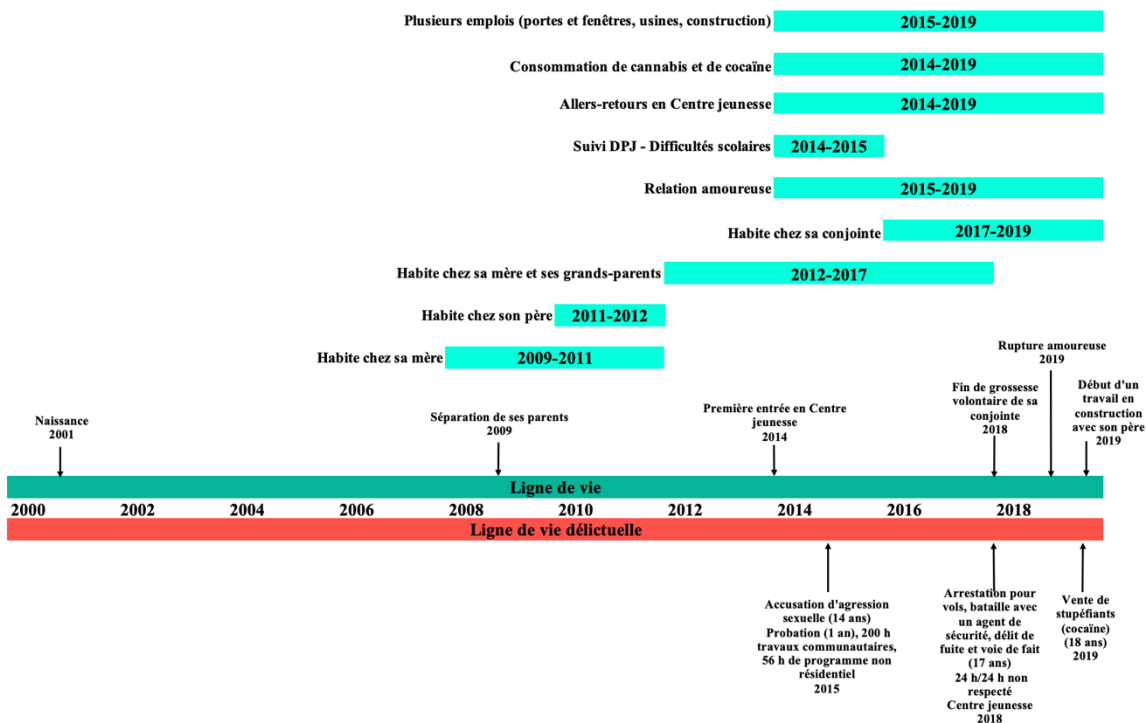 Plusieurs emplois (portes et fenêtres, usines, construction)
2015-2019
Consommation de cannabis et de cocaïne
2014-2019
Allers-retours en Centre jeunesse
2014-2019
Suivi DPJ - Difficultés scolaires
2014-2015
Relation amoureuse
2015-2019
Habite chez sa conjointe
2017-2019
Habite chez sa mère et ses grands-parents
2012-2017
Habite chez son père
2011-2012
Habite chez sa mère
2009-2011
Naissance
2001
Séparation de ses parents
2009
Première entrée en Centre
jeunesse
2014
Fin de grossesse
volontaire de sa
conjointe
2018
Rupture amoureuse
2019
Début d'un
travail en
construction
avec son père
2019
Ligne de vie
2000 2002 2004 2006 2008 2010 2012 2014 2016 2018
Ligne de vie délictuelle
Accusation d'agression
sexuelle (14 ans)
Probation (1 an), 200 h
travaux communautaires,
56 h de programme non
résidentiel
2015
Arrestation pour
vols, bataille avec
un agent de
sécurité, délit de
fuite et voie de fait
(17 ans)
24 h/24 h non
respecté
Centre jeunesse
2018
Vente de
stupéfiants
(cocaïne)
(18 ans)
2019